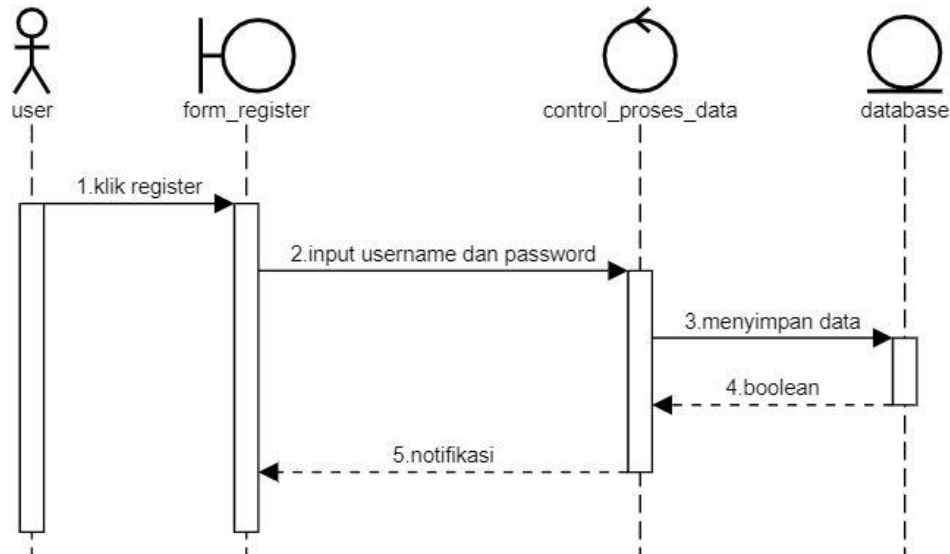 user
form_register
control_proses_data
database
1.klik register
2.input username dan password
3.menyimpan data
4.boolean
5.notifikasi